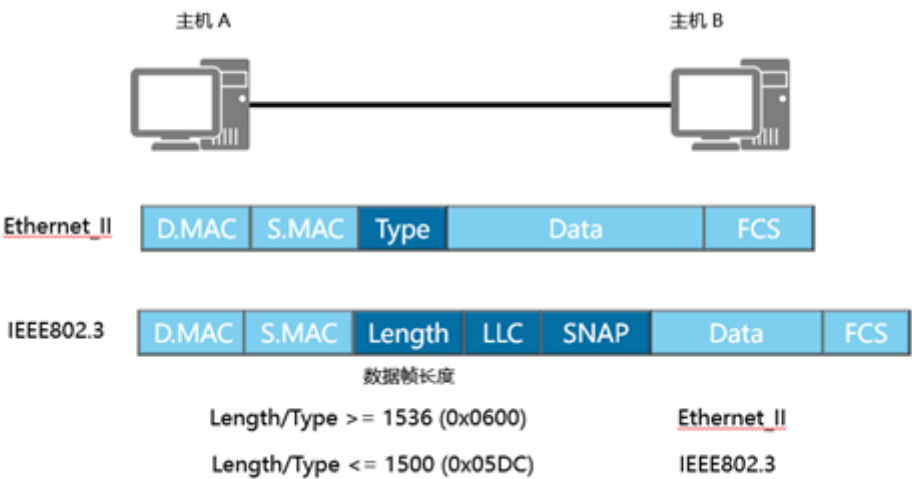 主机 A 主机 B
Ethernet_II D.MAC S.MAC Type Data FCS
IEEE802.3 D.MAC S.MAC Length LLC SNAP Data FCS
数据帧长度
Length/Type >= 1536 (0x0600) Ethernet_II
Length/Type <= 1500 (0x05DC) IEEE802.3